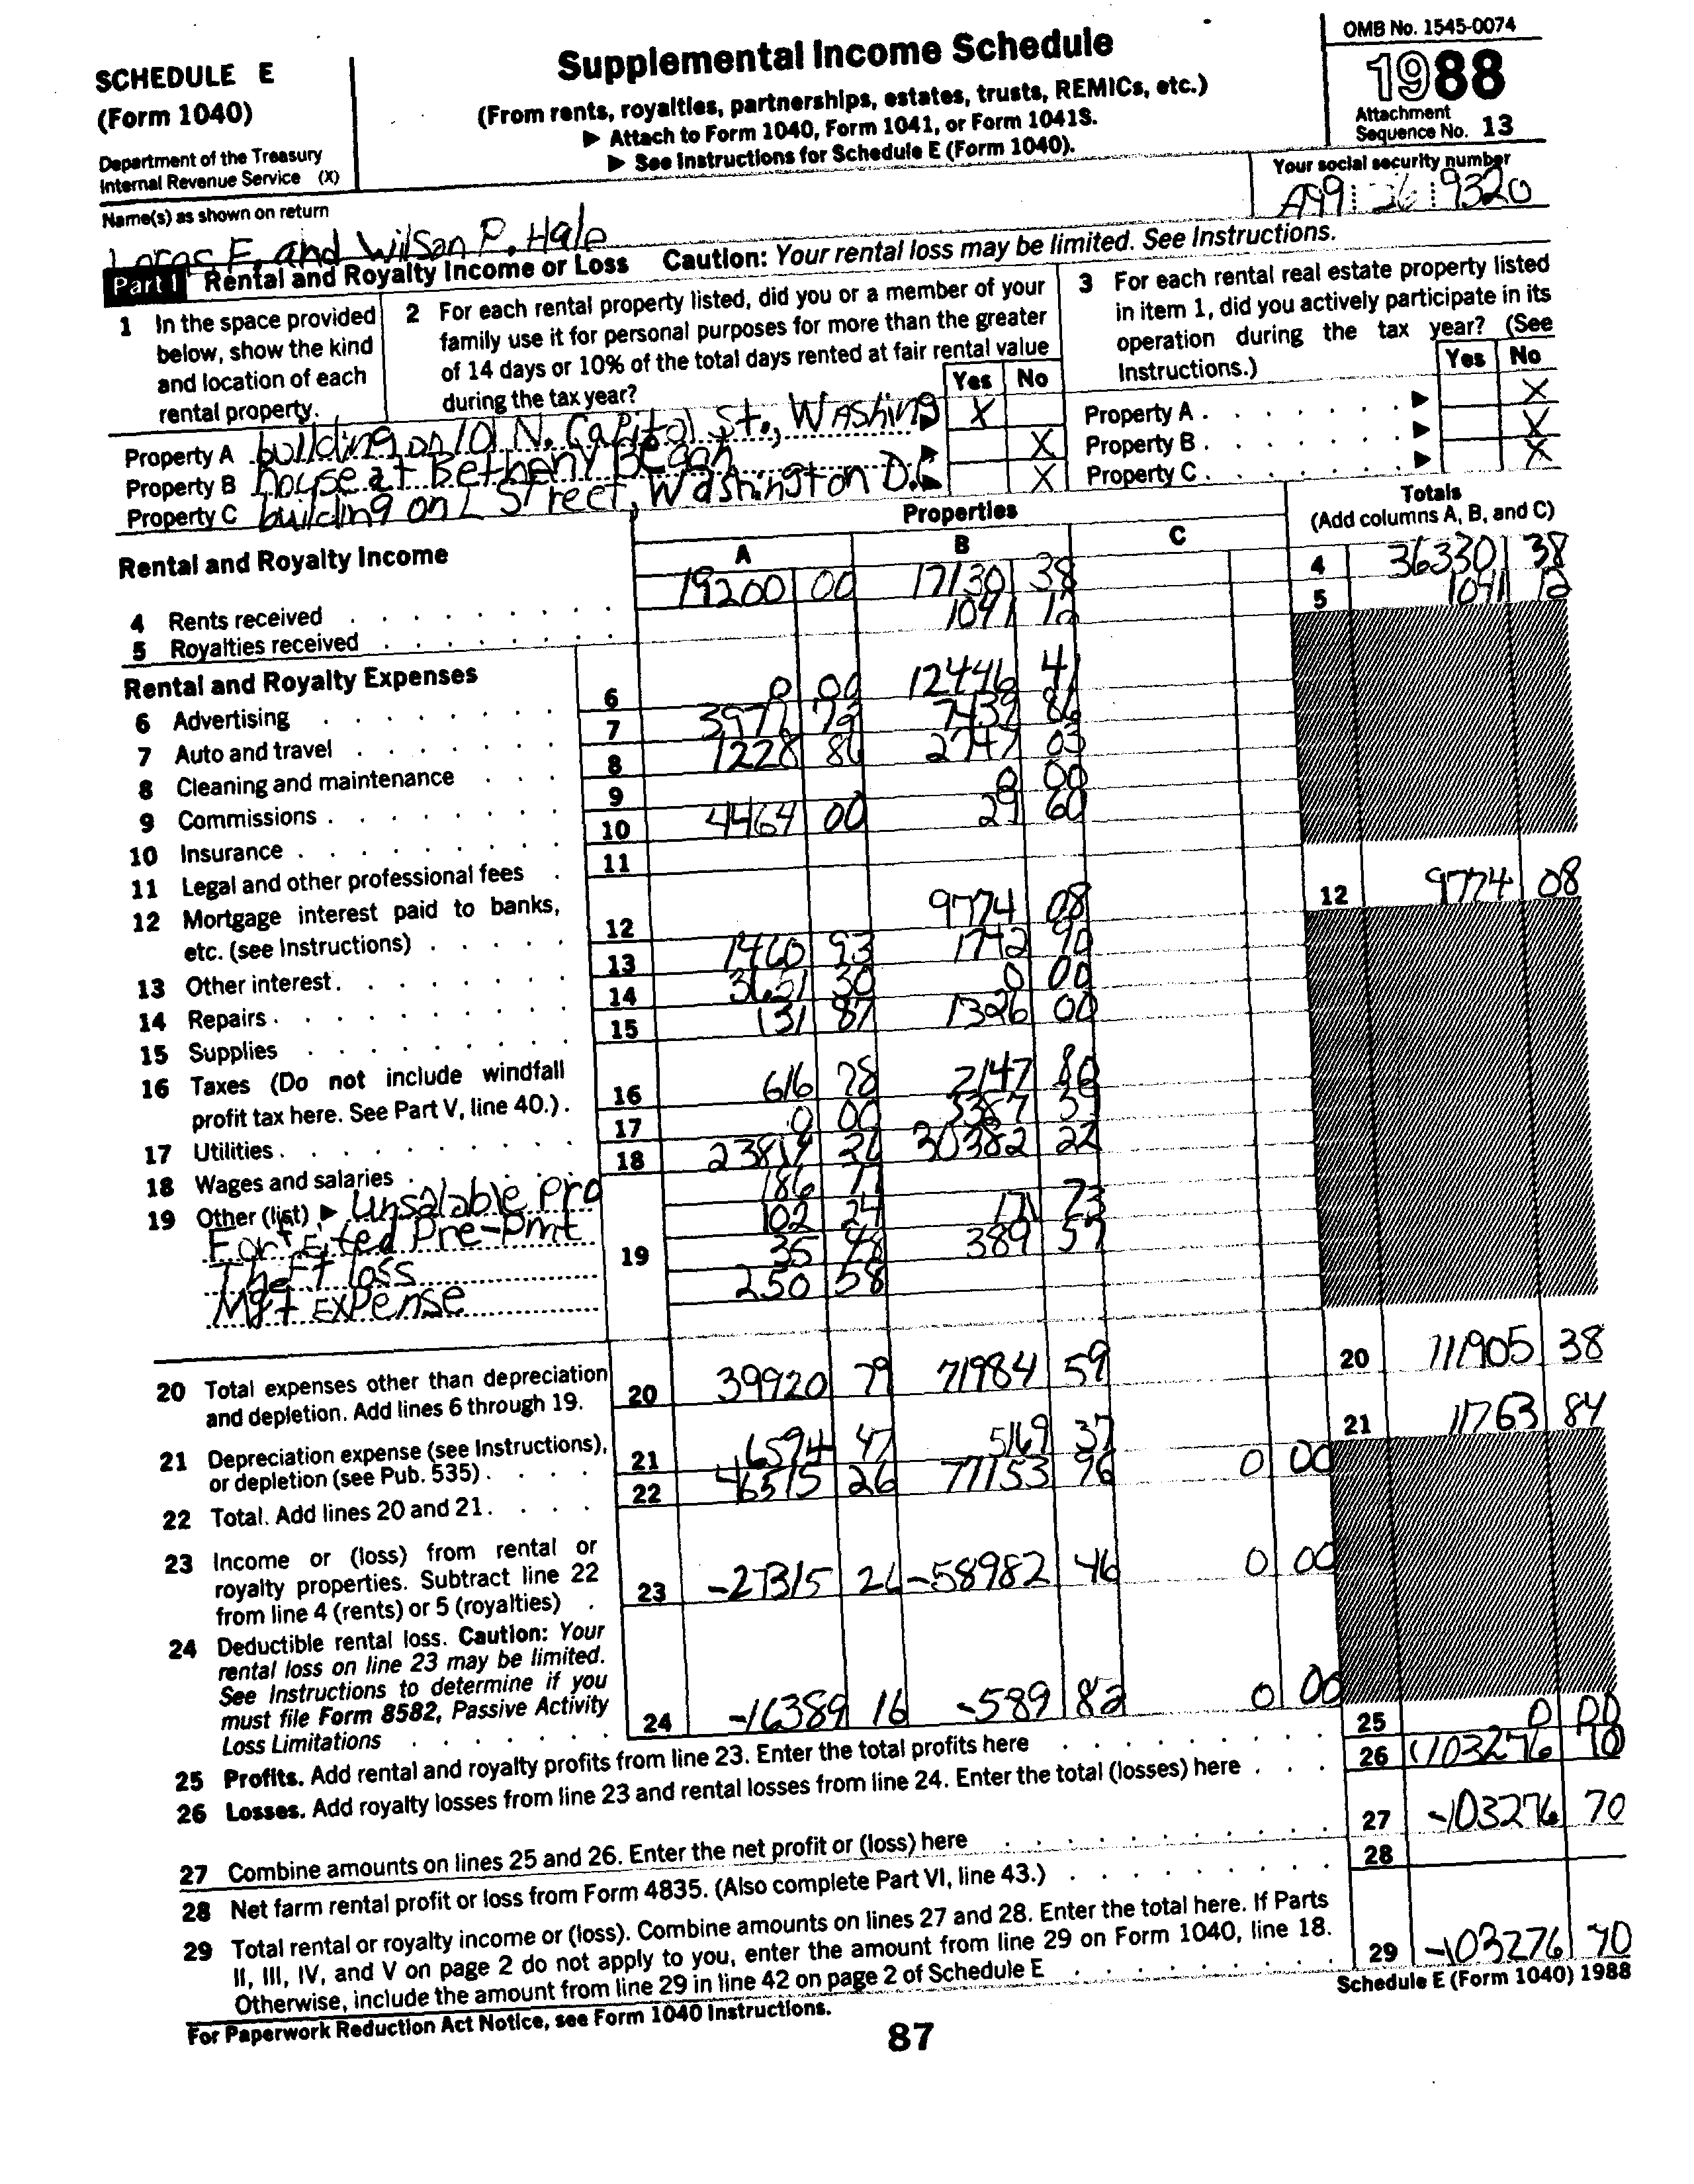 SCHEDULE E
(Form 1040)
Department of the Treasury
Internal Revenue Service (X)
Supplemental Income Schedule
(From rents, royalties, partnerships, estates, trusts, REMICs, etc.)
▶ Attach to Form 1040, Form 1041, or Form 1041S.
▶ See Instructions for Schedule E (Form 1040).
OMB No. 1545-0074
1988
Attachment
Sequence No. 13
Name(s) as shown on return
F. and Wilson P. Hale
Your social security number
A99 26 9320
Part I Rental and Royalty Income or Loss Caution: Your rental loss may be limited. See Instructions.
1 In the space provided
below, show the kind
and location of each
rental property.
2 For each rental property listed, did you or a member of your
family use it for personal purposes for more than the greater
of 14 days or 10% of the total days rented at fair rental value
during the tax year?
Yes No
3 For each rental real estate property listed
in item 1, did you actively participate in its
operation during the tax year? (See
Instructions.)
Yes No
Property A building on 101 N. Capitol St., Washing X
Property B house at Betheny Beach X
Property C building on L Street, Washington D.C X
Property A . . . . . . . ▶ X
Property B . . . . . . . ▶ X
Property C . . . . . . . ▶ X
Rental and Royalty Income
Properties
A B C
Totals
(Add columns A, B, and C)
4 Rents received 19200 00 17130 38 4 36330 38
5 Royalties received 1091 12 5 1091 12
Rental and Royalty Expenses
6 Advertising 6 0 00 12446 41
7 Auto and travel 7 3977 72 7439 86
8 Cleaning and maintenance 8 1228 86 2747 03
9 Commissions 9 0 00
10 Insurance 10 4464 00 29 60
11 Legal and other professional fees 11
12 Mortgage interest paid to banks,
etc. (see Instructions) 12 9774 08 12 9774 08
13 Other interest 13 1460 93 1742 90
14 Repairs 14 3651 30 0 00
15 Supplies 15 131 87 1326 00
16 Taxes (Do not include windfall
profit tax here. See Part V, line 40.) 16 616 78 2147 80
17 Utilities 17 0 00 3387 39
18 Wages and salaries 18 23814 26 30382 22
19 Other (list) ▶ Unsalable Pro 186 77
Forfeited Pre-Pmt 19 102 24 171 73
Theft loss 35 48 389 57
Mgt Expense 250 58
20 Total expenses other than depreciation
and depletion. Add lines 6 through 19. 20 39920 79 71984 59 20 111905 38
21 Depreciation expense (see Instructions),
or depletion (see Pub. 535) 21 6594 47 5169 37 21 11763 84
22 Total. Add lines 20 and 21. 22 46515 26 77153 96 0 00
23 Income or (loss) from rental or
royalty properties. Subtract line 22
from line 4 (rents) or 5 (royalties) 23 -27315 26 -58982 46 0 00
24 Deductible rental loss. Caution: Your
rental loss on line 23 may be limited.
See Instructions to determine if you
must file Form 8582, Passive Activity
Loss Limitations 24 -16389 16 -589 82 0 00
25 Profits. Add rental and royalty profits from line 23. Enter the total profits here 25 0 00
26 Losses. Add royalty losses from line 23 and rental losses from line 24. Enter the total (losses) here 26 (103276 70
27 Combine amounts on lines 25 and 26. Enter the net profit or (loss) here 27 -103276 70
28 Net farm rental profit or loss from Form 4835. (Also complete Part VI, line 43.) 28
29 Total rental or royalty income or (loss). Combine amounts on lines 27 and 28. Enter the total here. If Parts
II, III, IV, and V on page 2 do not apply to you, enter the amount from line 29 on Form 1040, line 18.
Otherwise, include the amount from line 29 in line 42 on page 2 of Schedule E 29 -103276 70
For Paperwork Reduction Act Notice, see Form 1040 Instructions.
Schedule E (Form 1040) 1988
87